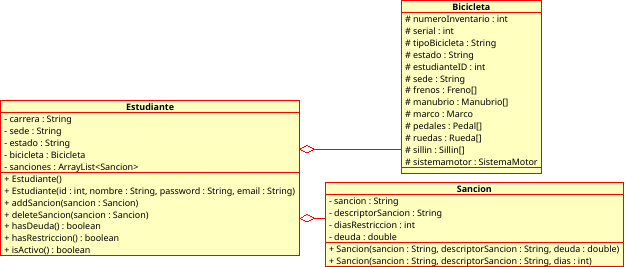 Bicicleta
# numeroInventario : int
# serial : int
# tipoBicicleta : String
# estado : String
# estudianteID : int
# sede : String
# frenos : Freno[]
# manubrio : Manubrio[]
# marco : Marco
# pedales : Pedal[]
# ruedas : Rueda[]
# sillin : Sillin[]
# sistemamotor : SistemaMotor
Estudiante
- carrera : String
- sede : String
- estado : String
- bicicleta : Bicicleta
- sanciones : ArrayList<Sancion>
+ Estudiante()
+ Estudiante(id : int, nombre : String, password : String, email : String)
+ addSancion(sancion : Sancion)
+ deleteSancion(sancion : Sancion)
+ hasDeuda() : boolean
+ hasRestriccion() : boolean
+ isActivo() : boolean
Sancion
- sancion : String
- descriptorSancion : String
- diasRestriccion : int
- deuda : double
+ Sancion(sancion : String, descriptorSancion : String, deuda : double)
+ Sancion(sancion : String, descriptorSancion : String, dias : int)